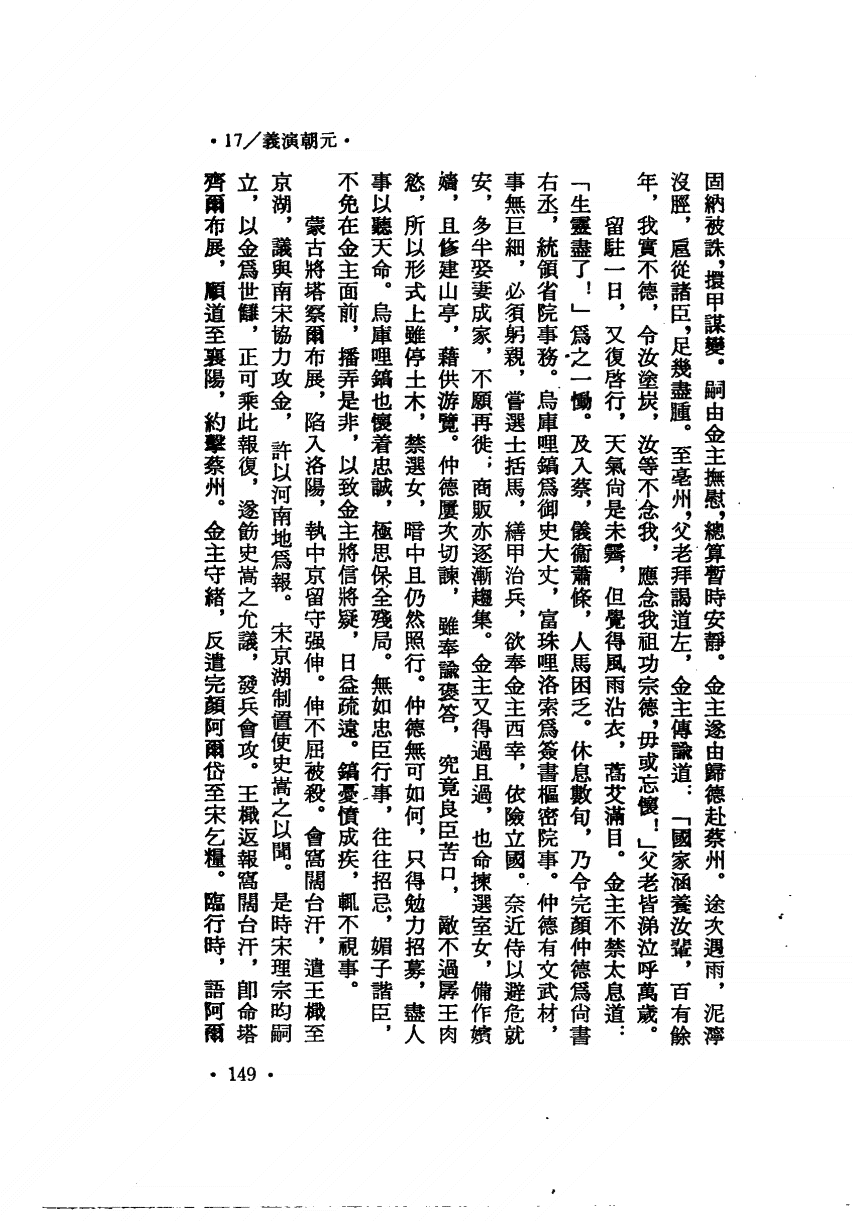 •17／義演朝元•
固納被誅，擐甲謀變。嗣由金主撫慰，總算暫時安靜。金主遂由歸德赴蔡州。途次遇雨，泥濘
沒脛，扈從諸臣，足幾盡腫。至亳州，父老拜謁道左，金主傳諭道：「國家涵養汝輩，百有餘
年，我實不德，令汝塗炭，汝等不念我，應念我祖功宗德，毋或忘懷！」父老皆涕泣呼萬歲。
留駐一日，又復啓行，天氣尙是未霽，但覺得風雨沾衣，蒿艾滿目。金主不禁太息道：
「生靈盡了！」爲之一慟。及入蔡，儀衞蕭條，人馬困乏。休息數旬，乃令完顏仲德爲尙書
右丞，統領省院事務。烏庫哩鎬爲御史大丈，富珠哩洛索爲簽書樞密院事。仲德有文武材，
事無巨細，必須躬親，嘗選士括馬，繕甲治兵，欲奉金主西幸，依險立國。奈近侍以避危就
安，多半娶妻成家，不願再徙；商販亦逐漸趨集。金主又得過且過，也命揀選室女，備作嬪
嬙，且修建山亭，藉供游覽。仲德屢次切諫，雖奉諭褒答，究竟良臣苦口，敵不過孱王肉
慾，所以形式上雖停土木，禁選女，暗中且仍然照行。仲德無可如何，只得勉力招募，盡人
事以聽天命。烏庫哩鎬也懷着忠誠，極思保全殘局。無如忠臣行事，往往招忌，媚子諧臣，
不免在金主面前，播弄是非，以致金主將信將疑，日益疏遠。鎬憂憤成疾，輒不視事。
蒙古將塔察爾布展，陷入洛陽，執中京留守强伸。伸不屈被殺。會窩闊台汗，遣王檝至
京湖，議與南宋協力攻金，許以河南地爲報。宋京湖制置使史嵩之以聞。是時宋理宗昀嗣
立，以金爲世讎，正可乘此報復，遂飭史嵩之允議，發兵會攻。王檝返報窩闊台汗，卽命塔
齊爾布展，順道至襄陽，約擊蔡州。金主守緒，反遣完顏阿爾岱至宋乞糧。臨行時，語阿爾
•149•